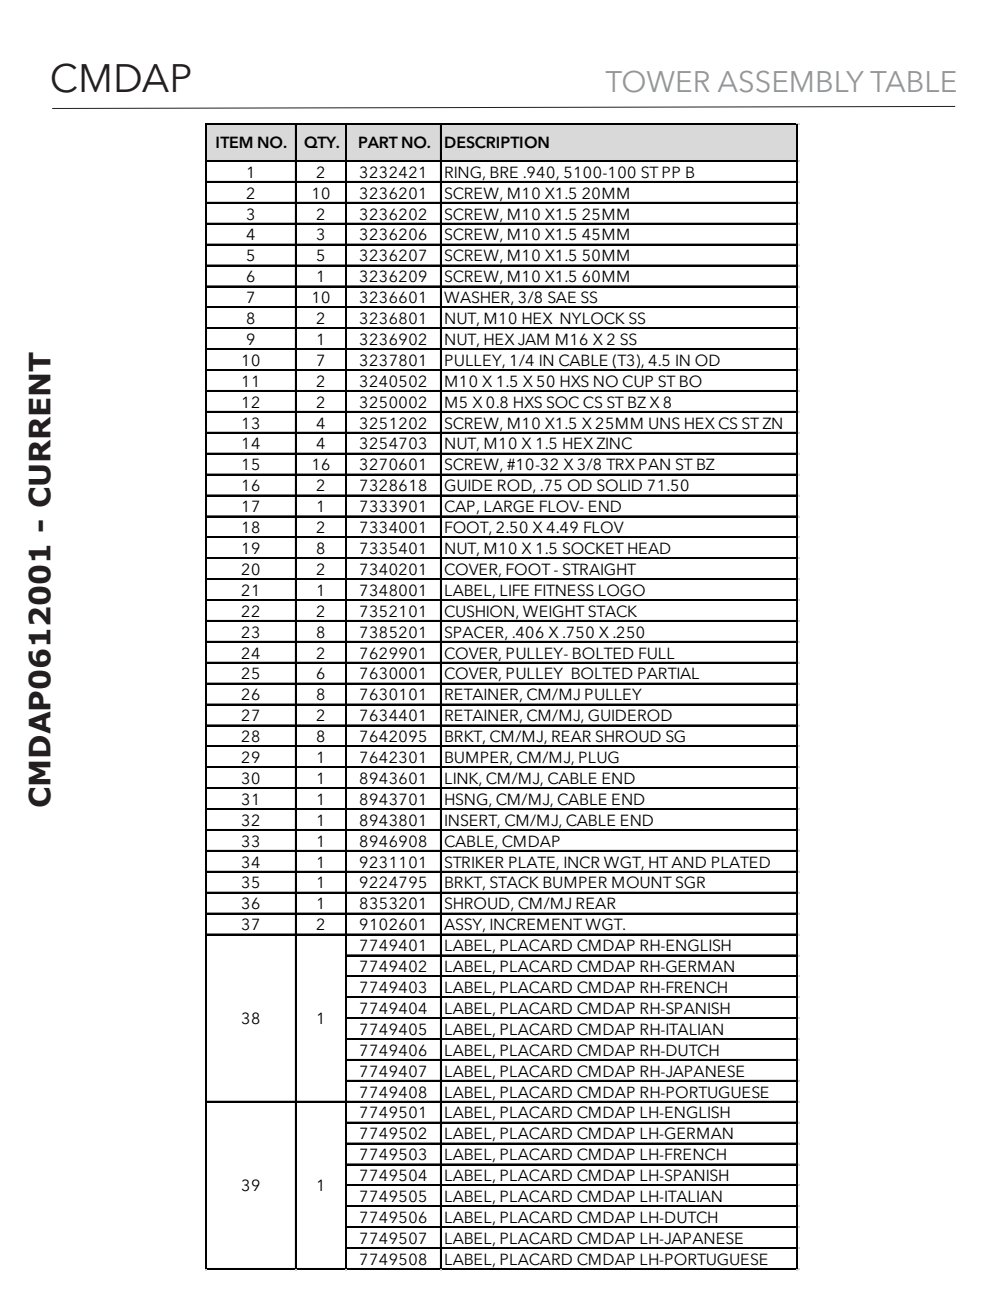 CMDAP
TOWER ASSEMBLY TABLE
CMDAP0612001 - CURRENT
ITEM NO. QTY. PART NO. DESCRIPTION
1 2 3232421 RING, BRE .940, 5100-100 ST PP B
2 10 3236201 SCREW, M10 X1.5 20MM
3 2 3236202 SCREW, M10 X1.5 25MM
4 3 3236206 SCREW, M10 X1.5 45MM
5 5 3236207 SCREW, M10 X1.5 50MM
6 1 3236209 SCREW, M10 X1.5 60MM
7 10 3236601 WASHER, 3/8 SAE SS
8 2 3236801 NUT, M10 HEX NYLOCK SS
9 1 3236902 NUT, HEX JAM M16 X 2 SS
10 7 3237801 PULLEY, 1/4 IN CABLE (T3), 4.5 IN OD
11 2 3240502 M10 X 1.5 X 50 HXS NO CUP ST BO
12 2 3250002 M5 X 0.8 HXS SOC CS ST BZ X 8
13 4 3251202 SCREW, M10 X1.5 X 25MM UNS HEX CS ST ZN
14 4 3254703 NUT, M10 X 1.5 HEX ZINC
15 16 3270601 SCREW, #10-32 X 3/8 TRX PAN ST BZ
16 2 7328618 GUIDE ROD, .75 OD SOLID 71.50
17 1 7333901 CAP, LARGE FLOV- END
18 2 7334001 FOOT, 2.50 X 4.49 FLOV
19 8 7335401 NUT, M10 X 1.5 SOCKET HEAD
20 2 7340201 COVER, FOOT - STRAIGHT
21 1 7348001 LABEL, LIFE FITNESS LOGO
22 2 7352101 CUSHION, WEIGHT STACK
23 8 7385201 SPACER, .406 X .750 X .250
24 2 7629901 COVER, PULLEY- BOLTED FULL
25 6 7630001 COVER, PULLEY BOLTED PARTIAL
26 8 7630101 RETAINER, CM/MJ PULLEY
27 2 7634401 RETAINER, CM/MJ, GUIDEROD
28 8 7642095 BRKT, CM/MJ, REAR SHROUD SG
29 1 7642301 BUMPER, CM/MJ, PLUG
30 1 8943601 LINK, CM/MJ, CABLE END
31 1 8943701 HSNG, CM/MJ, CABLE END
32 1 8943801 INSERT, CM/MJ, CABLE END
33 1 8946908 CABLE, CMDAP
34 1 9231101 STRIKER PLATE, INCR WGT, HT AND PLATED
35 1 9224795 BRKT, STACK BUMPER MOUNT SGR
36 1 8353201 SHROUD, CM/MJ REAR
37 2 9102601 ASSY, INCREMENT WGT.
38 1 7749401 LABEL, PLACARD CMDAP RH-ENGLISH
7749402 LABEL, PLACARD CMDAP RH-GERMAN
7749403 LABEL, PLACARD CMDAP RH-FRENCH
7749404 LABEL, PLACARD CMDAP RH-SPANISH
7749405 LABEL, PLACARD CMDAP RH-ITALIAN
7749406 LABEL, PLACARD CMDAP RH-DUTCH
7749407 LABEL, PLACARD CMDAP RH-JAPANESE
7749408 LABEL, PLACARD CMDAP RH-PORTUGUESE
39 1 7749501 LABEL, PLACARD CMDAP LH-ENGLISH
7749502 LABEL, PLACARD CMDAP LH-GERMAN
7749503 LABEL, PLACARD CMDAP LH-FRENCH
7749504 LABEL, PLACARD CMDAP LH-SPANISH
7749505 LABEL, PLACARD CMDAP LH-ITALIAN
7749506 LABEL, PLACARD CMDAP LH-DUTCH
7749507 LABEL, PLACARD CMDAP LH-JAPANESE
7749508 LABEL, PLACARD CMDAP LH-PORTUGUESE